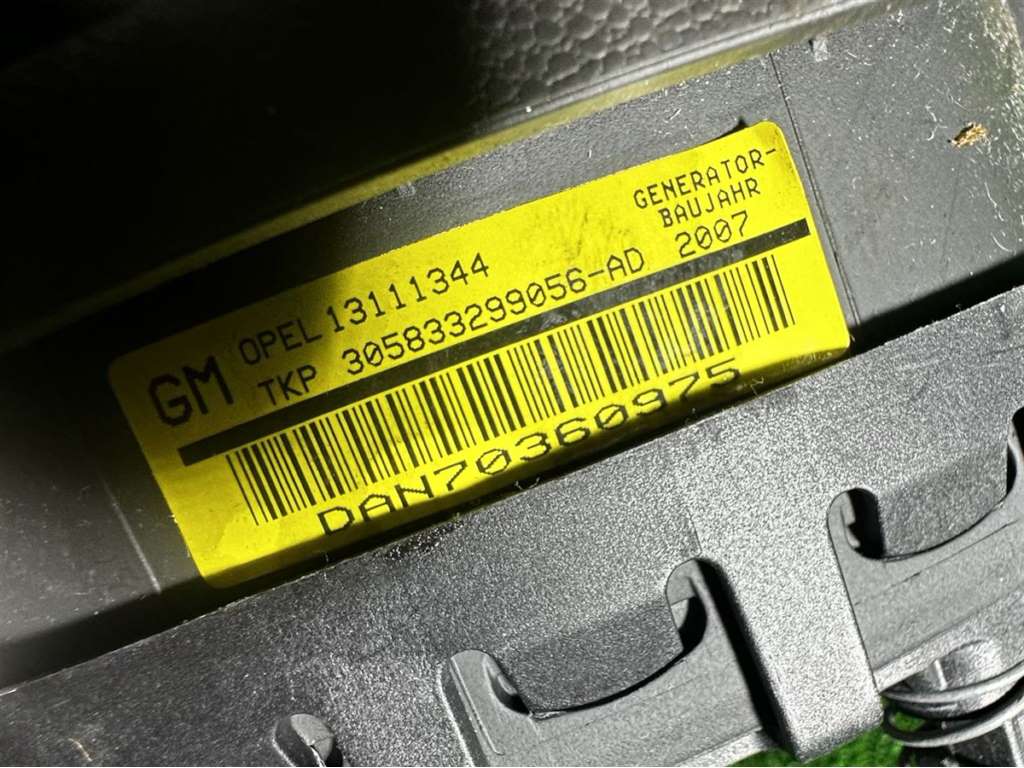 GENERATOR-
BAUJAHR
GM OPEL 13111344
TKP 305833299056-AD 2007
DAN70360975